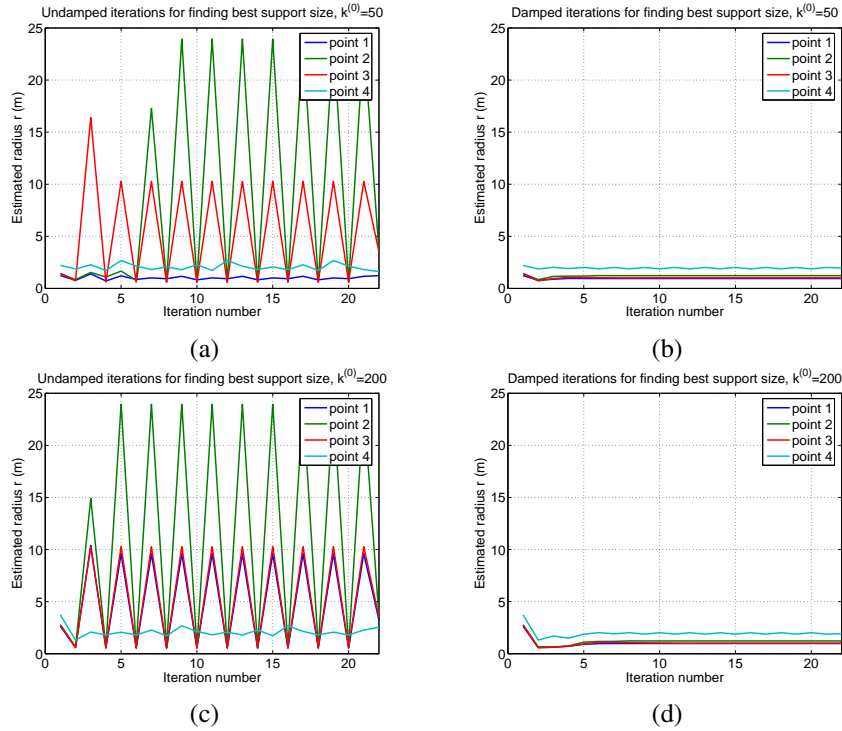 Undamped iterations for finding best support size, k^(0)=50
25
20
15
10
5
0
Estimated radius r (m)
0
5
10
15
20
Iteration number
point 1
point 2
point 3
point 4
(a)
Damped iterations for finding best support size, k^(0)=50
25
20
15
10
5
0
Estimated radius r (m)
0
5
10
15
20
Iteration number
point 1
point 2
point 3
point 4
(b)
Undamped iterations for finding best support size, k^(0)=200
25
20
15
10
5
0
Estimated radius r (m)
0
5
10
15
20
Iteration number
point 1
point 2
point 3
point 4
(c)
Damped iterations for finding best support size, k^(0)=200
25
20
15
10
5
0
Estimated radius r (m)
0
5
10
15
20
Iteration number
point 1
point 2
point 3
point 4
(d)